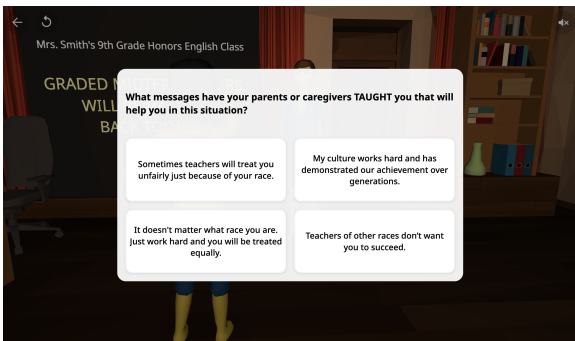 Mrs. Smith's 9th Grade Honors English Class
GRADED
WILL
BA
What messages have your parents or caregivers TAUGHT you that will
help you in this situation?
Sometimes teachers will treat you
unfairly just because of your race.
My culture works hard and has
demonstrated our achievement over
generations.
It doesn't matter what race you are.
Just work hard and you will be treated
equally.
Teachers of other races don't want
you to succeed.